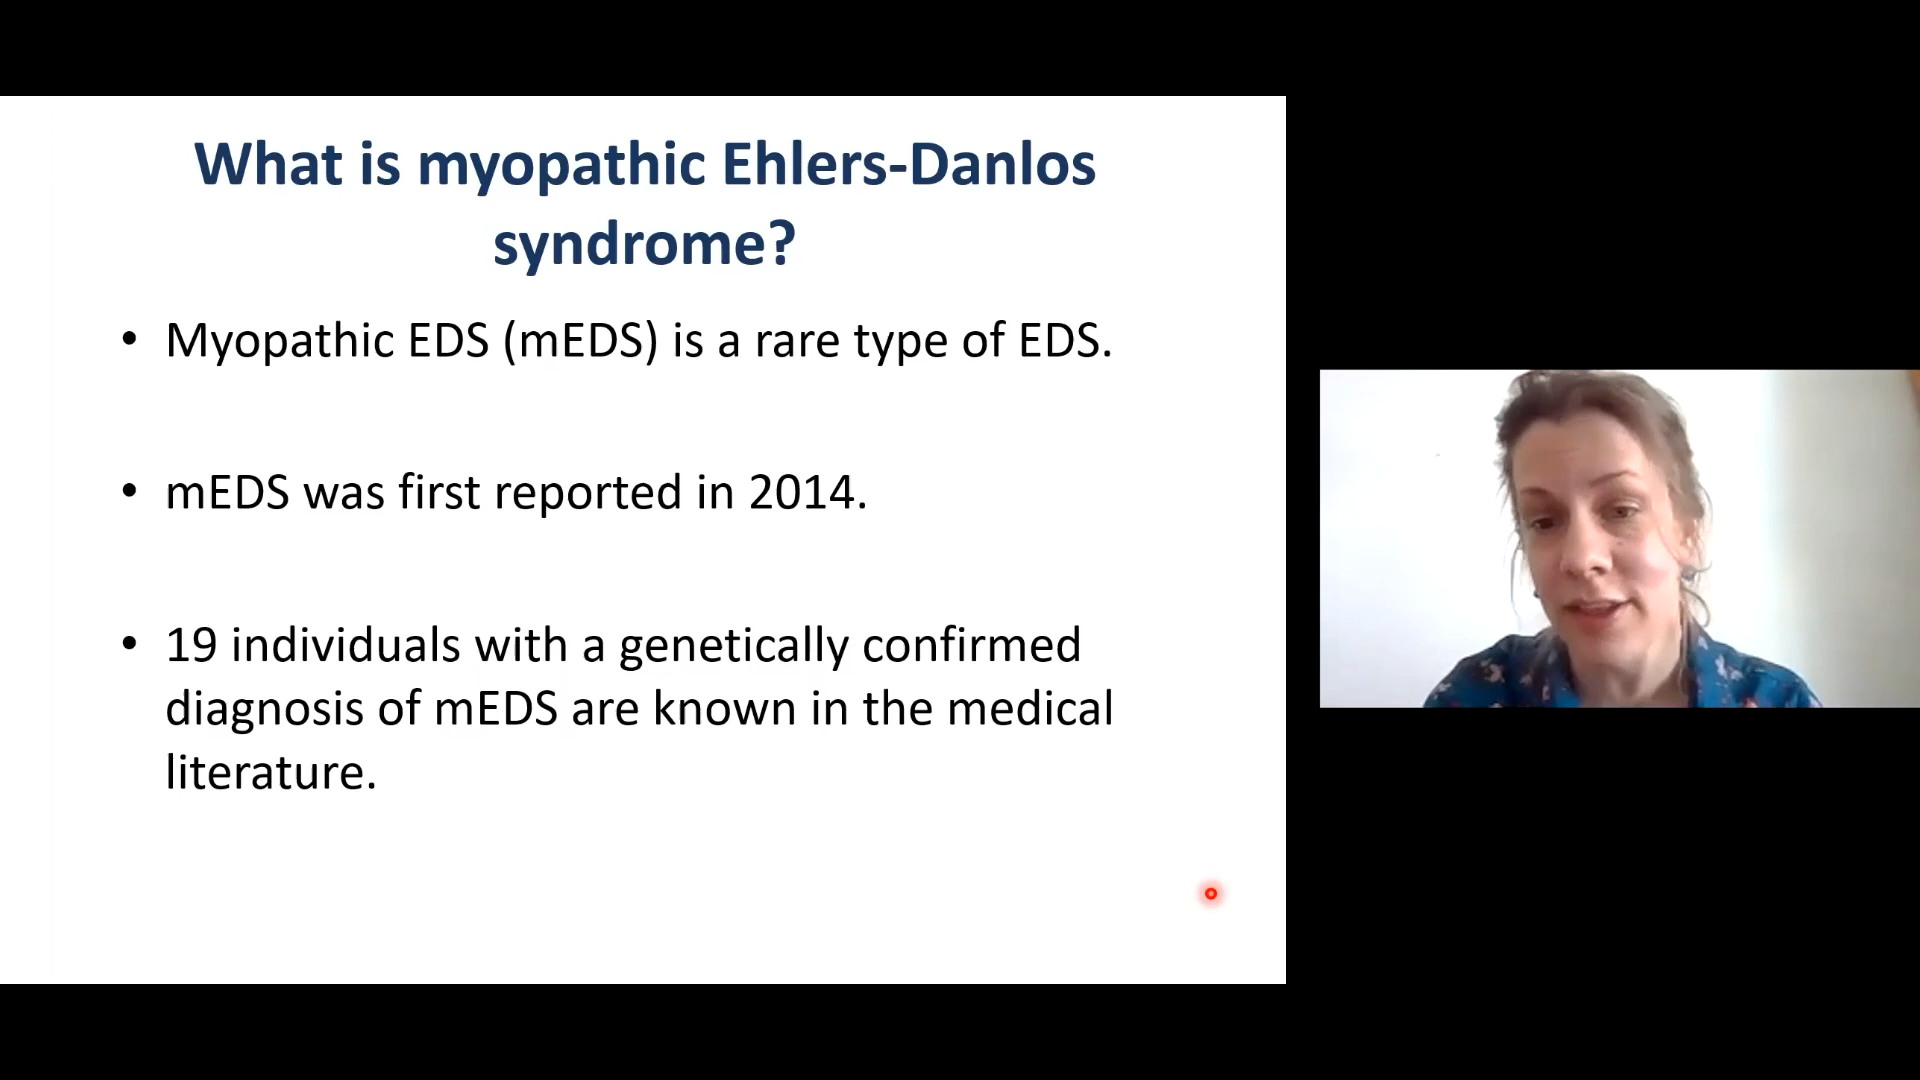 What is myopathic Ehlers-Danlos
syndrome?
• Myopathic EDS (mEDS) is a rare type of EDS.
• mEDS was first reported in 2014.
• 19 individuals with a genetically confirmed
diagnosis of mEDS are known in the medical
literature.